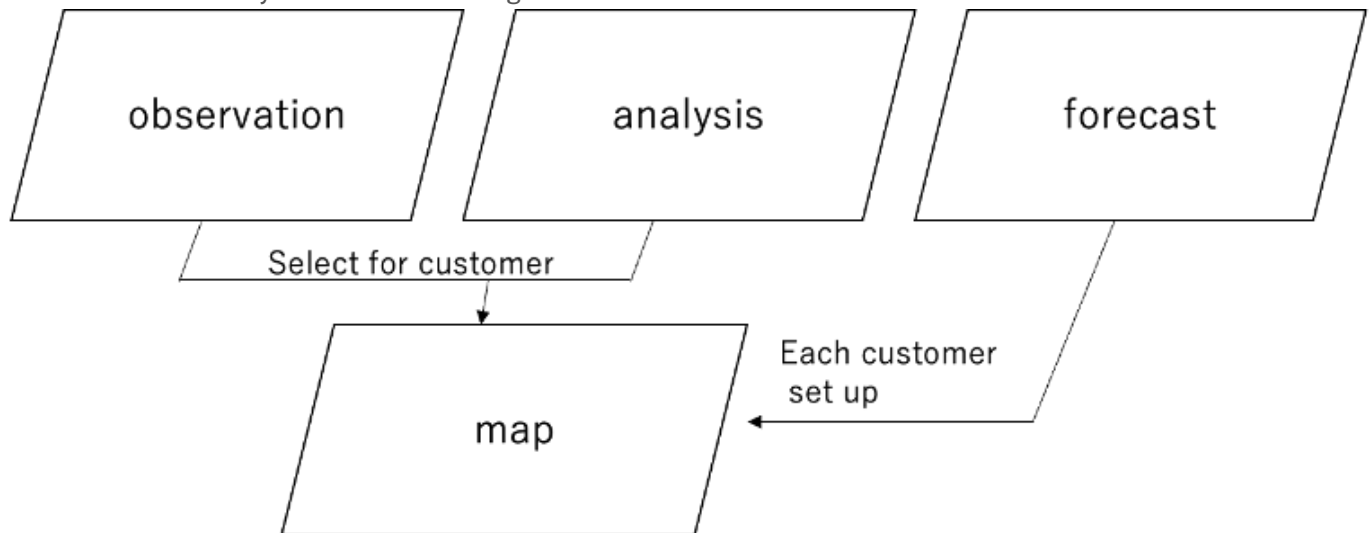 observation
analysis
forecast
Select for customer
Each customer
set up
map